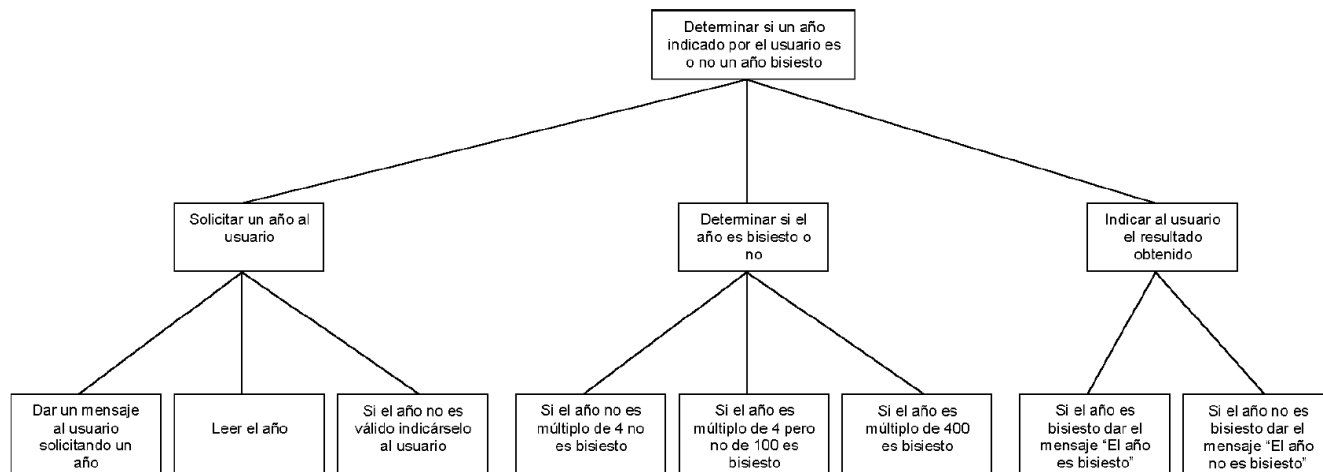 Determinar si un año
indicado por el usuario es
o no un año bisiesto
Solicitar un año al
usuario
Determinar si el
año es bisiesto o
no
Indicar al usuario
el resultado
obtenido
Dar un mensaje
al usuario
solicitando un
año
Leer el año
Si el año no es
válido indicárselo
al usuario
Si el año no es
múltiplo de 4 no
es bisiesto
Si el año es
múltiplo de 4 pero
no de 100 es
bisiesto
Si el año es
múltiplo de 400
es bisiesto
Si el año es
bisiesto dar el
mensaje “El año
es bisiesto”
Si el año no es
bisiesto dar el
mensaje “El año
no es bisiesto”